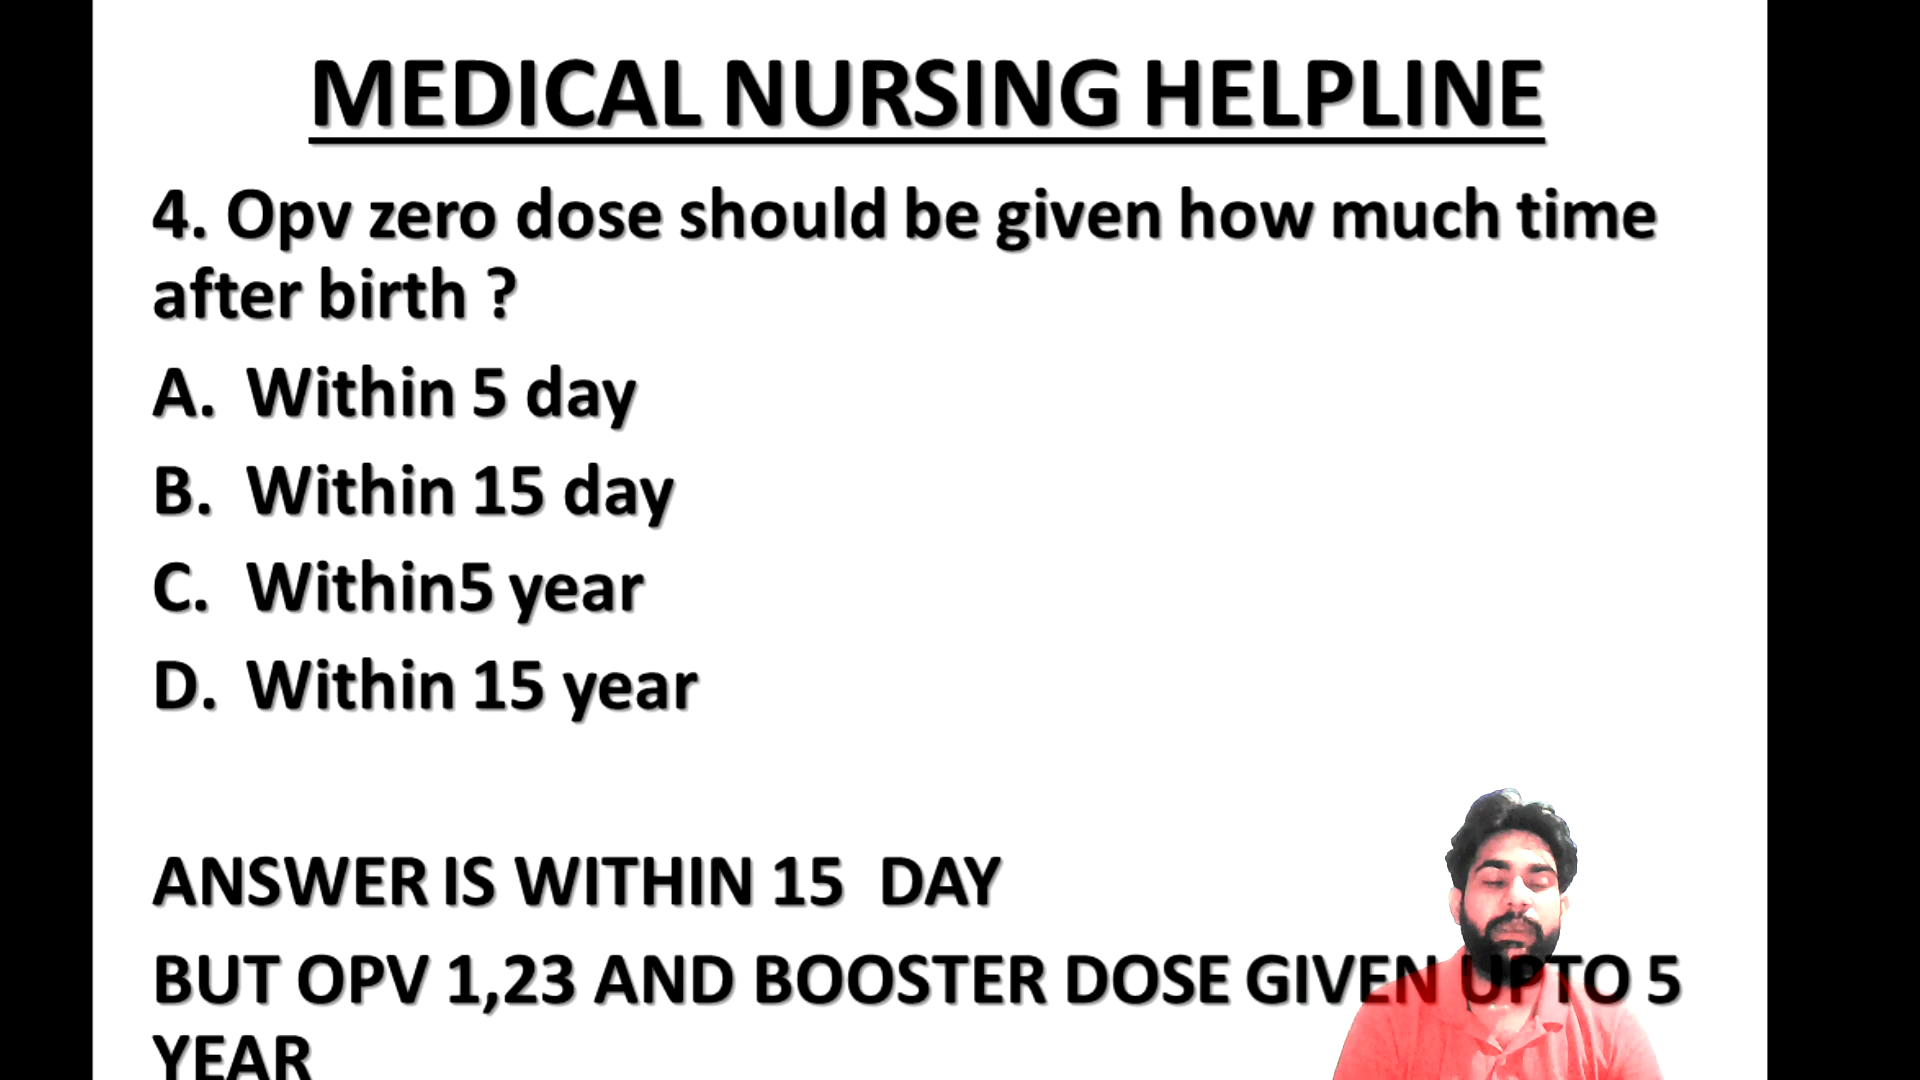 MEDICAL NURSING HELPLINE
4. Opv zero dose should be given how much time
after birth ?
A. Within 5 day
B. Within 15 day
C. Within5 year
D. Within 15 year
ANSWER IS WITHIN 15 DAY
BUT OPV 1,23 AND BOOSTER DOSE GIVEN UPTO 5
YEAR